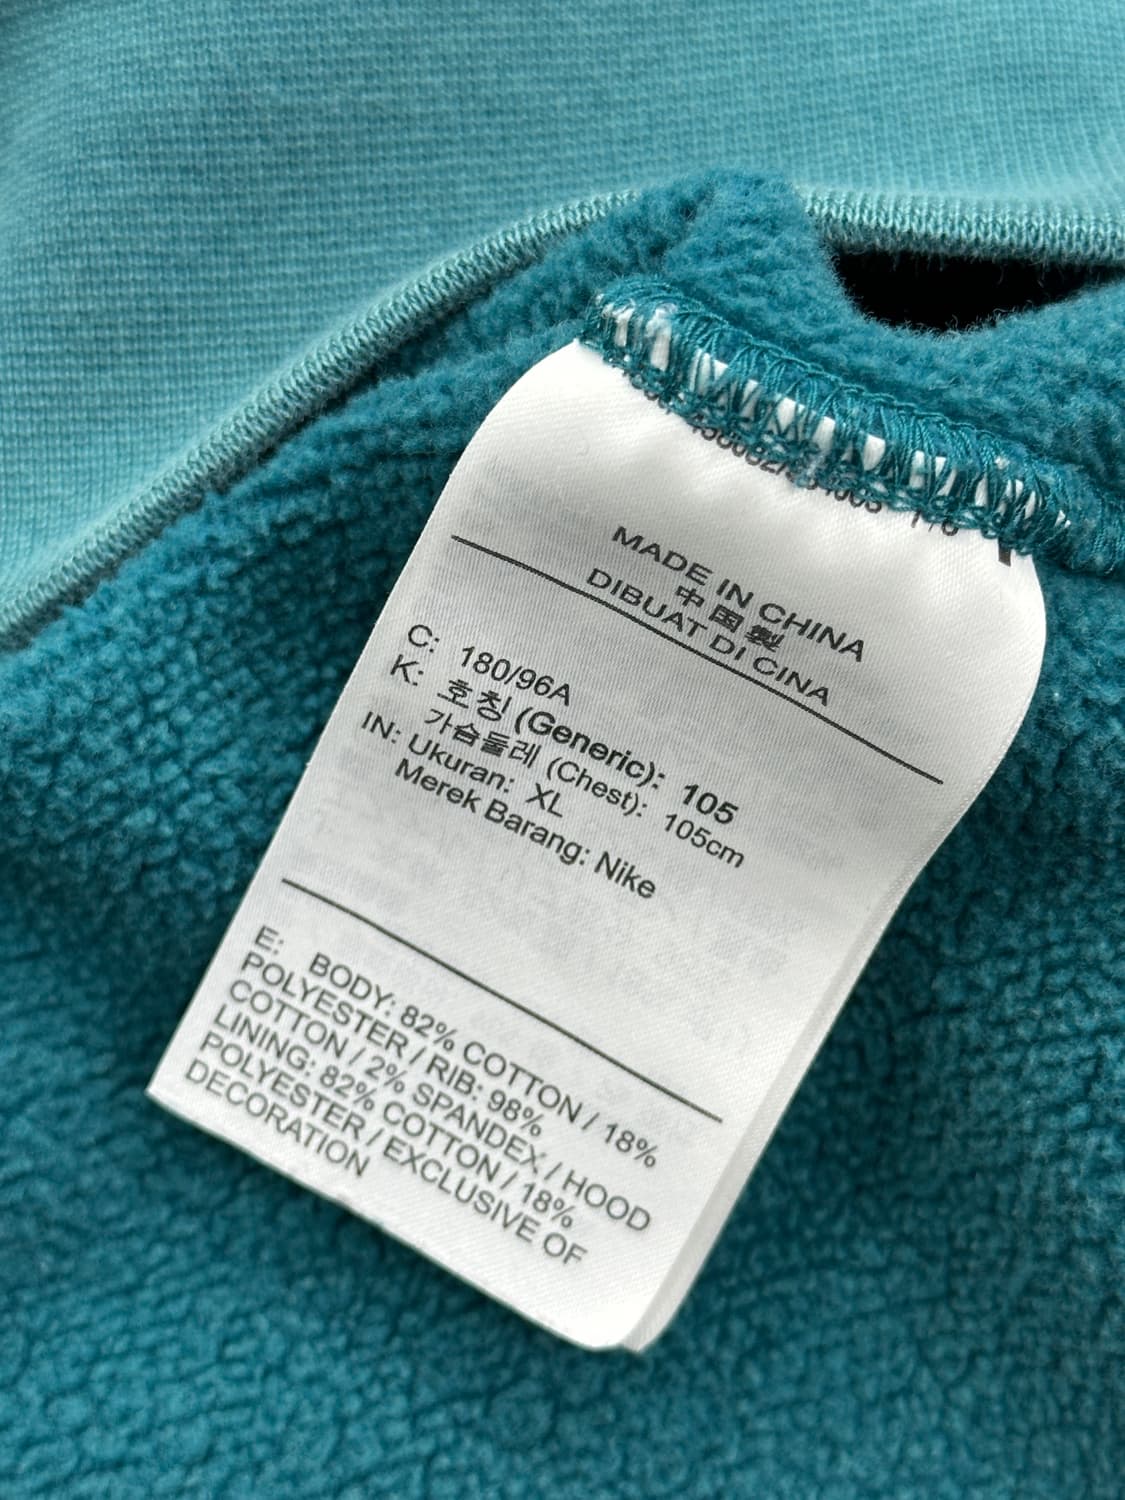 MADE IN CHINA
中国製
DIBUAT DI CINA
C: 180/96A
K: 호칭 (Generic): 105
가슴둘레 (Chest): 105cm
IN: Ukuran: XL
Merek Barang: Nike
E: BODY: 82% COTTON / 18%
POLYESTER / RIB: 98%
COTTON / 2% SPANDEX / HOOD
LINING: 82% COTTON / 18%
POLYESTER / EXCLUSIVE OF
DECORATION